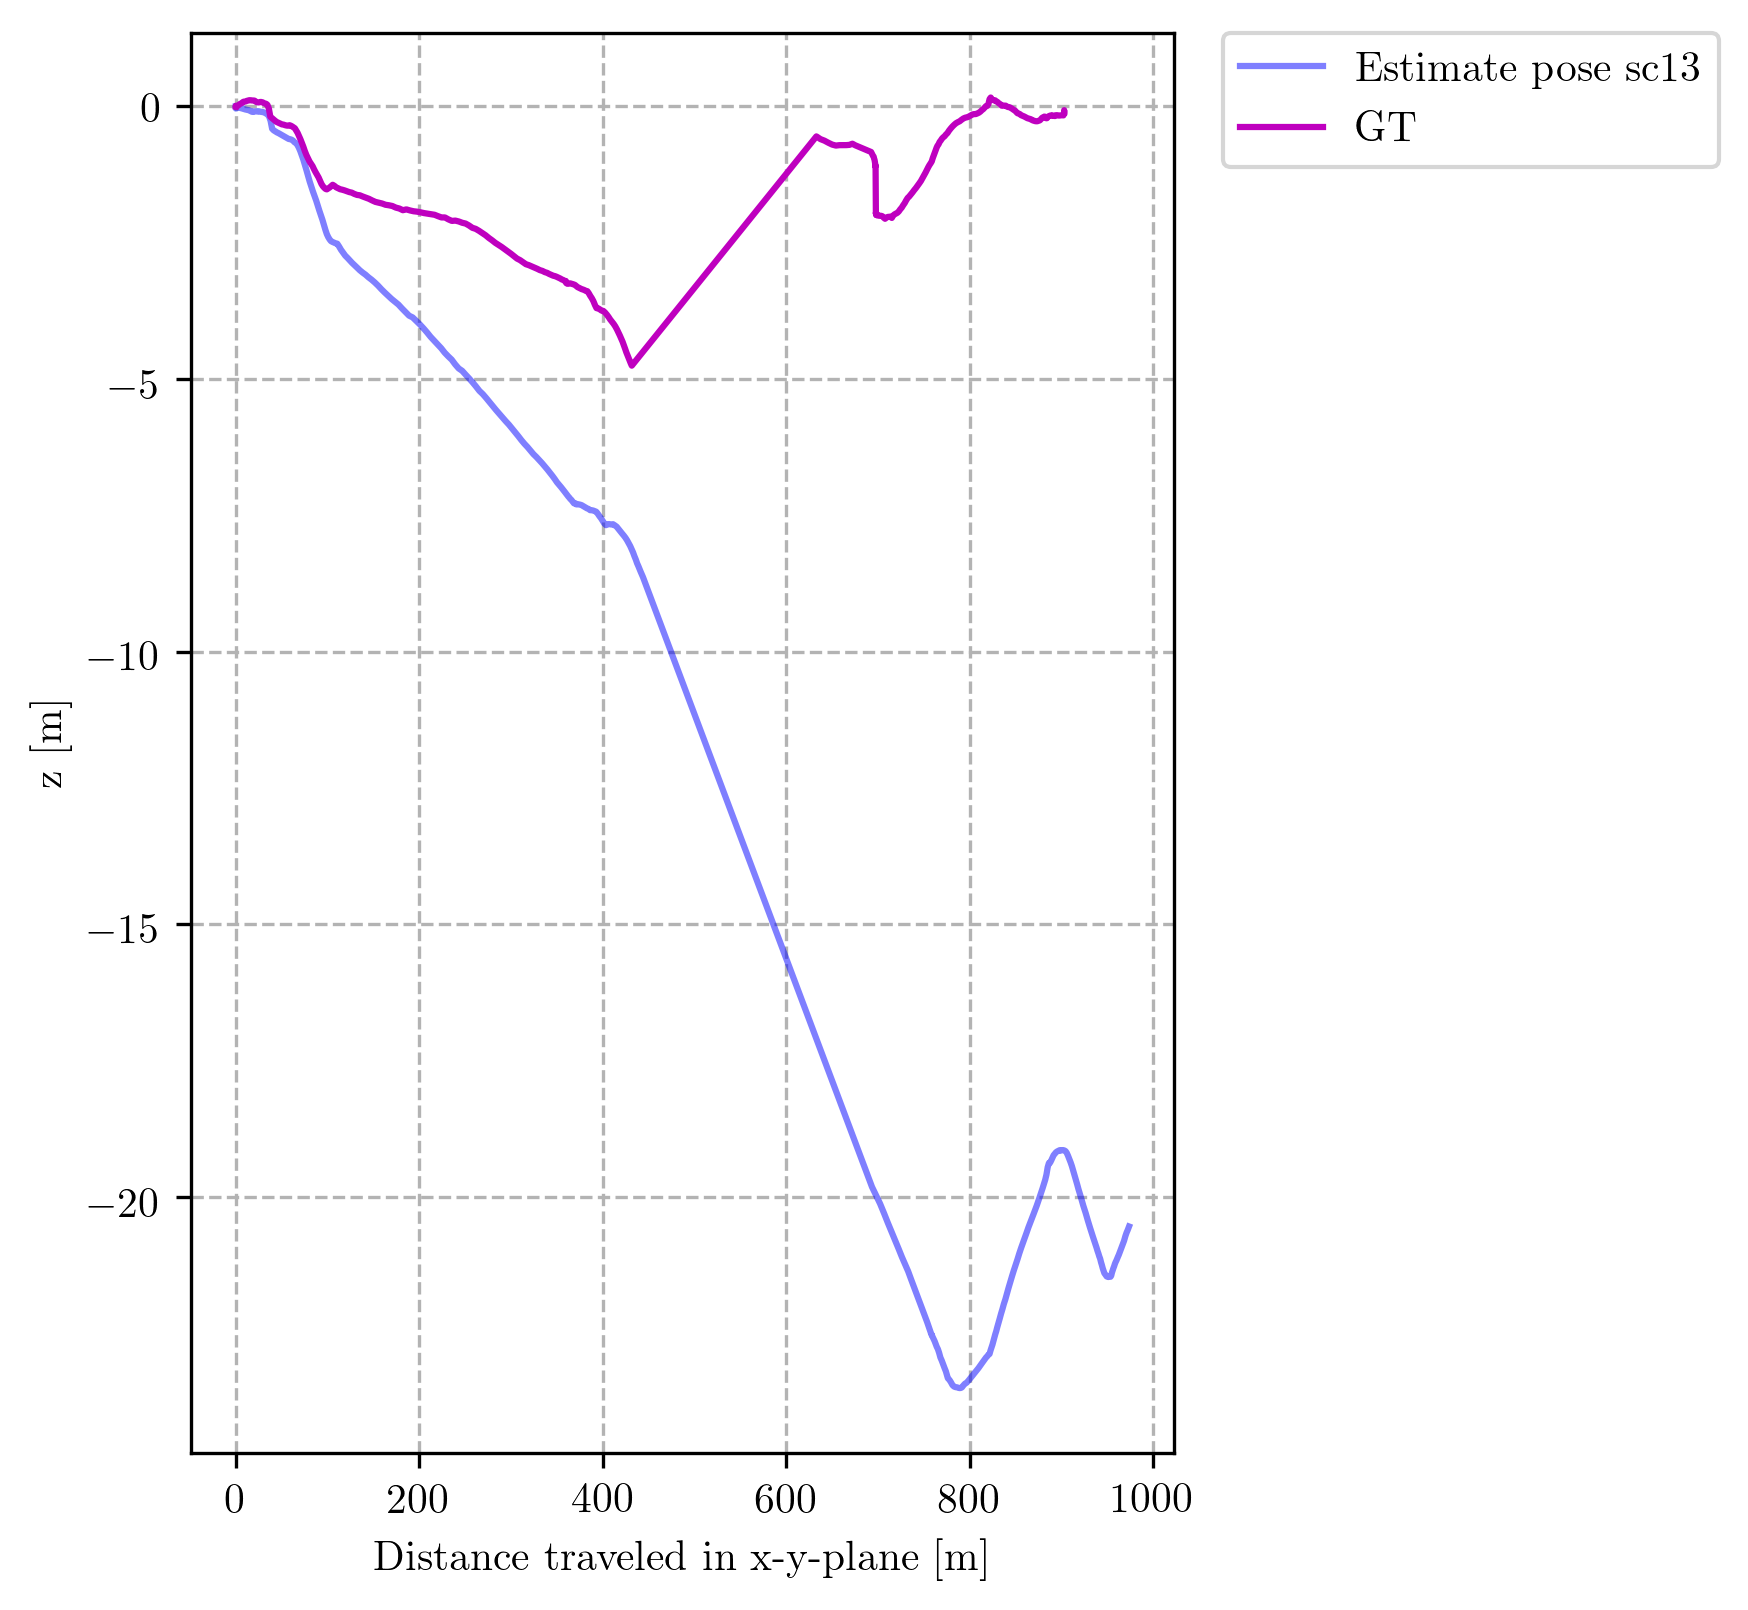 Estimate pose sc13
GT
0
−5
−10
−15
−20
z [m]
0 200 400 600 800 1000
Distance traveled in x-y-plane [m]